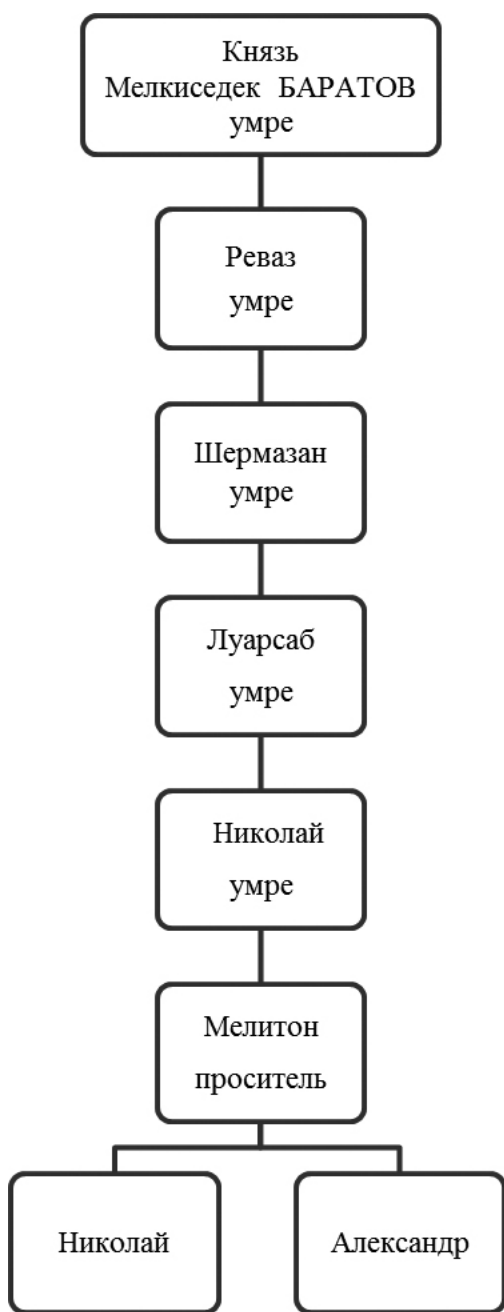 Князь
Мелкиседек БАРАТОВ
умре
Реваз
умре
Шермазан
умре
Луарсаб
умре
Николай
умре
Мелитон
проситель
Николай
Александр